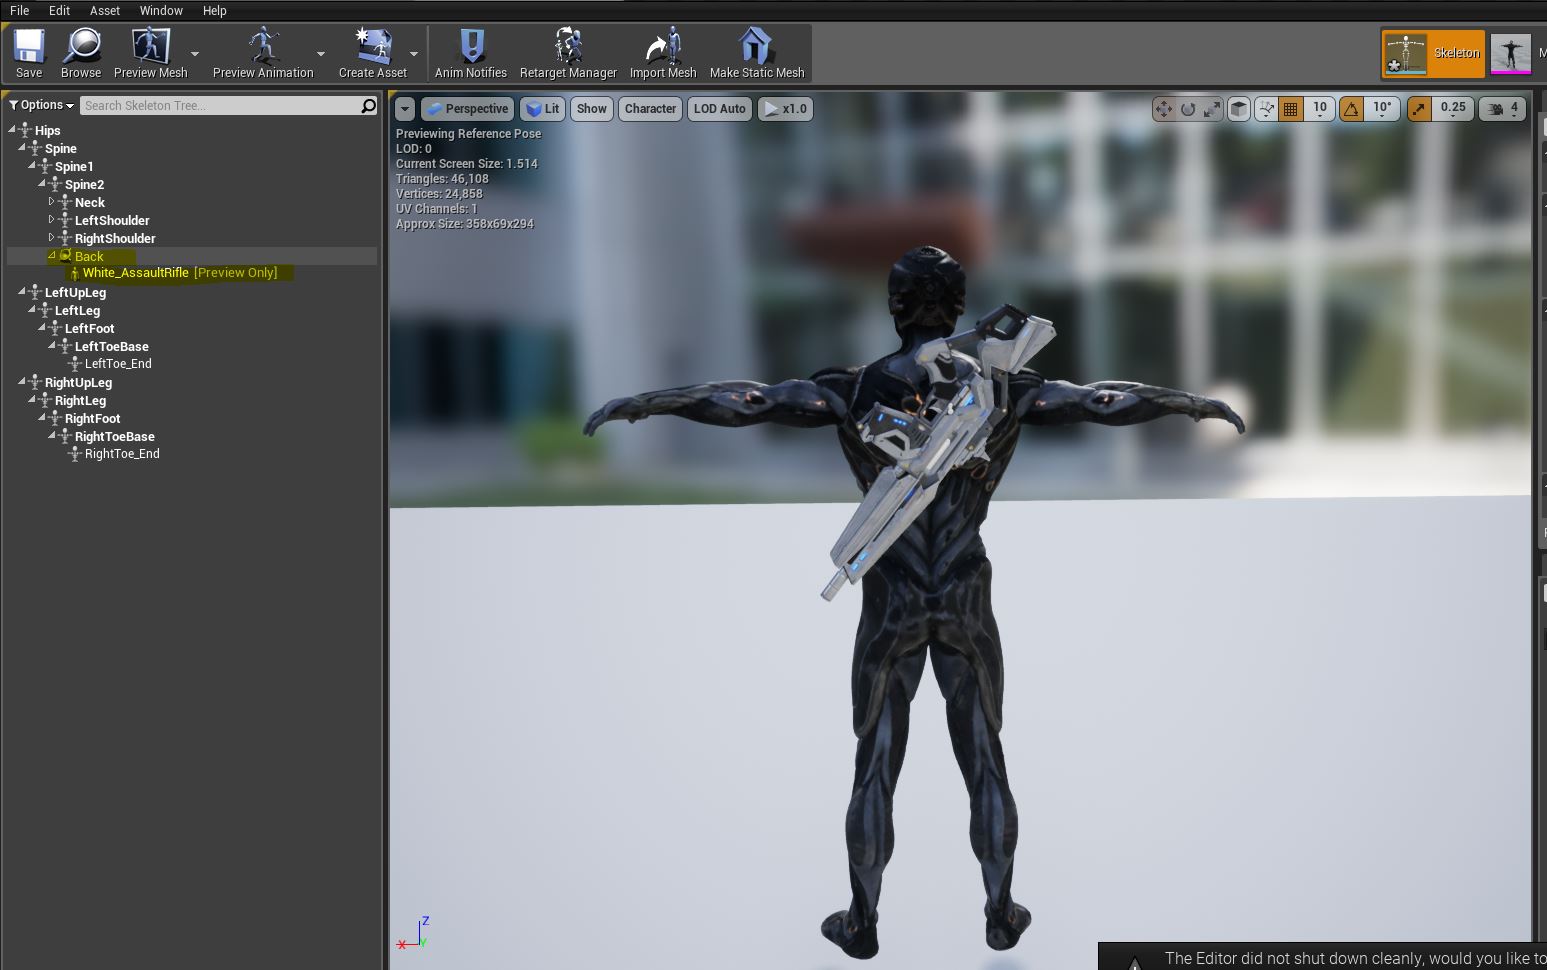 File Edit Asset Window Help
Save Browse Preview Mesh Preview Animation Create Asset Anim Notifies Retarget Manager Import Mesh Make Static Mesh Skeleton M
Options Search Skeleton Tree...
Perspective Lit Show Character LOD Auto x1.0 10 10° 0.25 4
Previewing Reference Pose
LOD: 0
Current Screen Size: 1.514
Triangles: 46,108
Vertices: 24,858
UV Channels: 1
Approx Size: 358x69x294
Hips
Spine
Spine1
Spine2
Neck
LeftShoulder
RightShoulder
Back
White_AssaultRifle [Preview Only]
LeftUpLeg
LeftLeg
LeftFoot
LeftToeBase
LeftToe_End
RightUpLeg
RightLeg
RightFoot
RightToeBase
RightToe_End
Z
X Y
The Editor did not shut down cleanly, would you like to